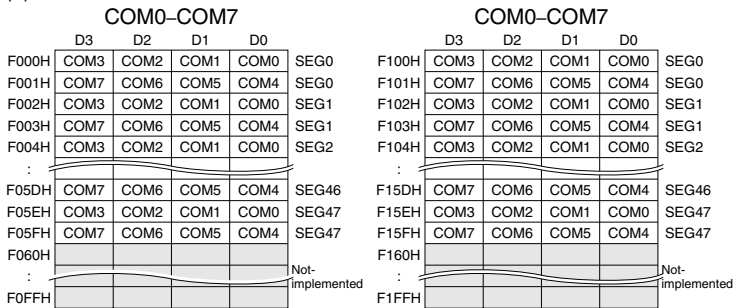 COM0–COM7
D3 D2 D1 D0
F000H COM3 COM2 COM1 COM0 SEG0
F001H COM7 COM6 COM5 COM4 SEG0
F002H COM3 COM2 COM1 COM0 SEG1
F003H COM7 COM6 COM5 COM4 SEG1
F004H COM3 COM2 COM1 COM0 SEG2
:
F05DH COM7 COM6 COM5 COM4 SEG46
F05EH COM3 COM2 COM1 COM0 SEG47
F05FH COM7 COM6 COM5 COM4 SEG47
F060H
: Not-
implemented
F0FFH
COM0–COM7
D3 D2 D1 D0
F100H COM3 COM2 COM1 COM0 SEG0
F101H COM7 COM6 COM5 COM4 SEG0
F102H COM3 COM2 COM1 COM0 SEG1
F103H COM7 COM6 COM5 COM4 SEG1
F104H COM3 COM2 COM1 COM0 SEG2
:
F15DH COM7 COM6 COM5 COM4 SEG46
F15EH COM3 COM2 COM1 COM0 SEG47
F15FH COM7 COM6 COM5 COM4 SEG47
F160H
: Not-
implemented
F1FFH